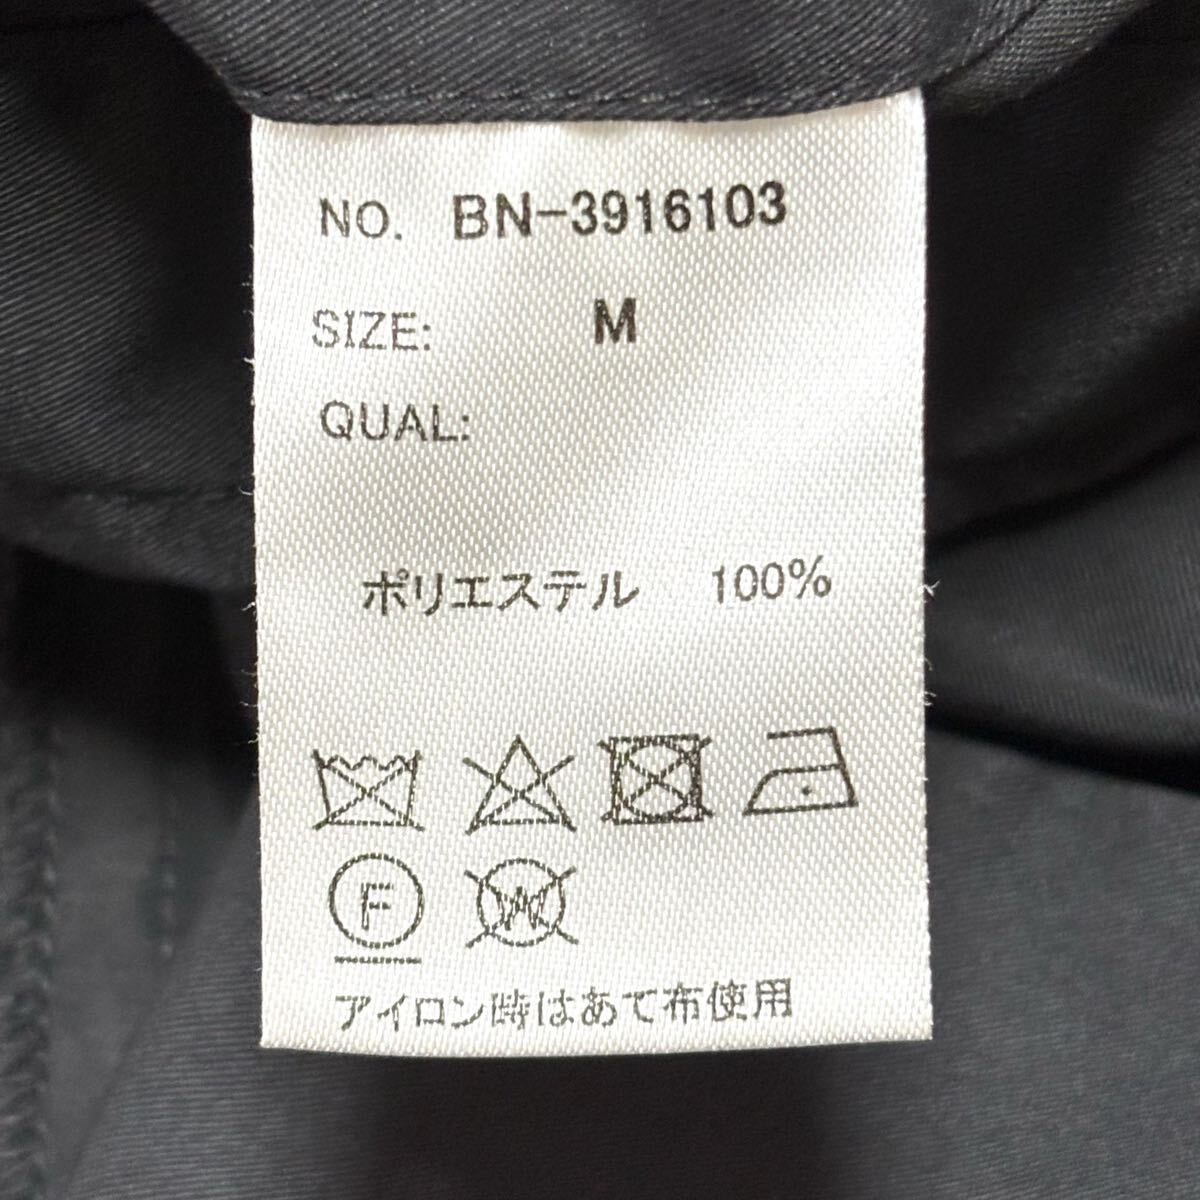 NO. BN-3916103
SIZE: M
QUAL:
ポリエステル 100%
F W
アイロン時はあて布使用